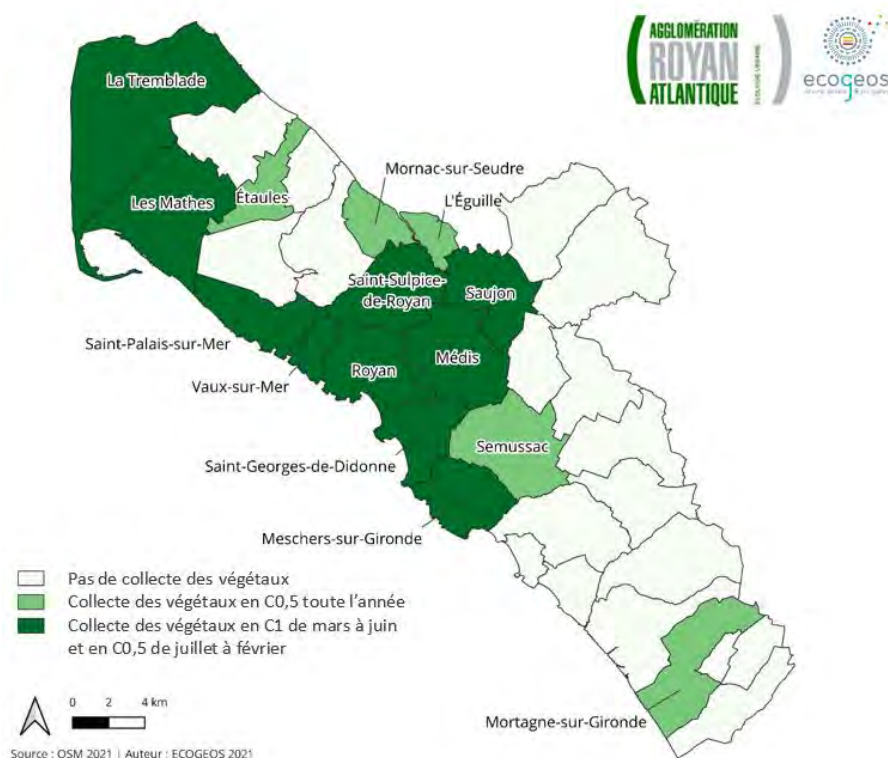 AGGLOMÉRATION
ROYAN
ATLANTIQUE
ecogeos
La Tremblade
Mornac-sur-Seudre
L'Éguille
Les Mathes
Étaules
Saint-Sulpice-
de-Royan
Saujon
Saint-Palais-sur-Mer
Médis
Royan
Vaux-sur-Mer
Semussac
Saint-Georges-de-Didonne
Meschers-sur-Gironde
Pas de collecte des végétaux
Collecte des végétaux en C0,5 toute l'année
Collecte des végétaux en C1 de mars à juin
et en C0,5 de juillet à février
0 2 4 km
Mortagne-sur-Gironde
Source : OSM 2021 | Auteur : ECOGEOS 2021